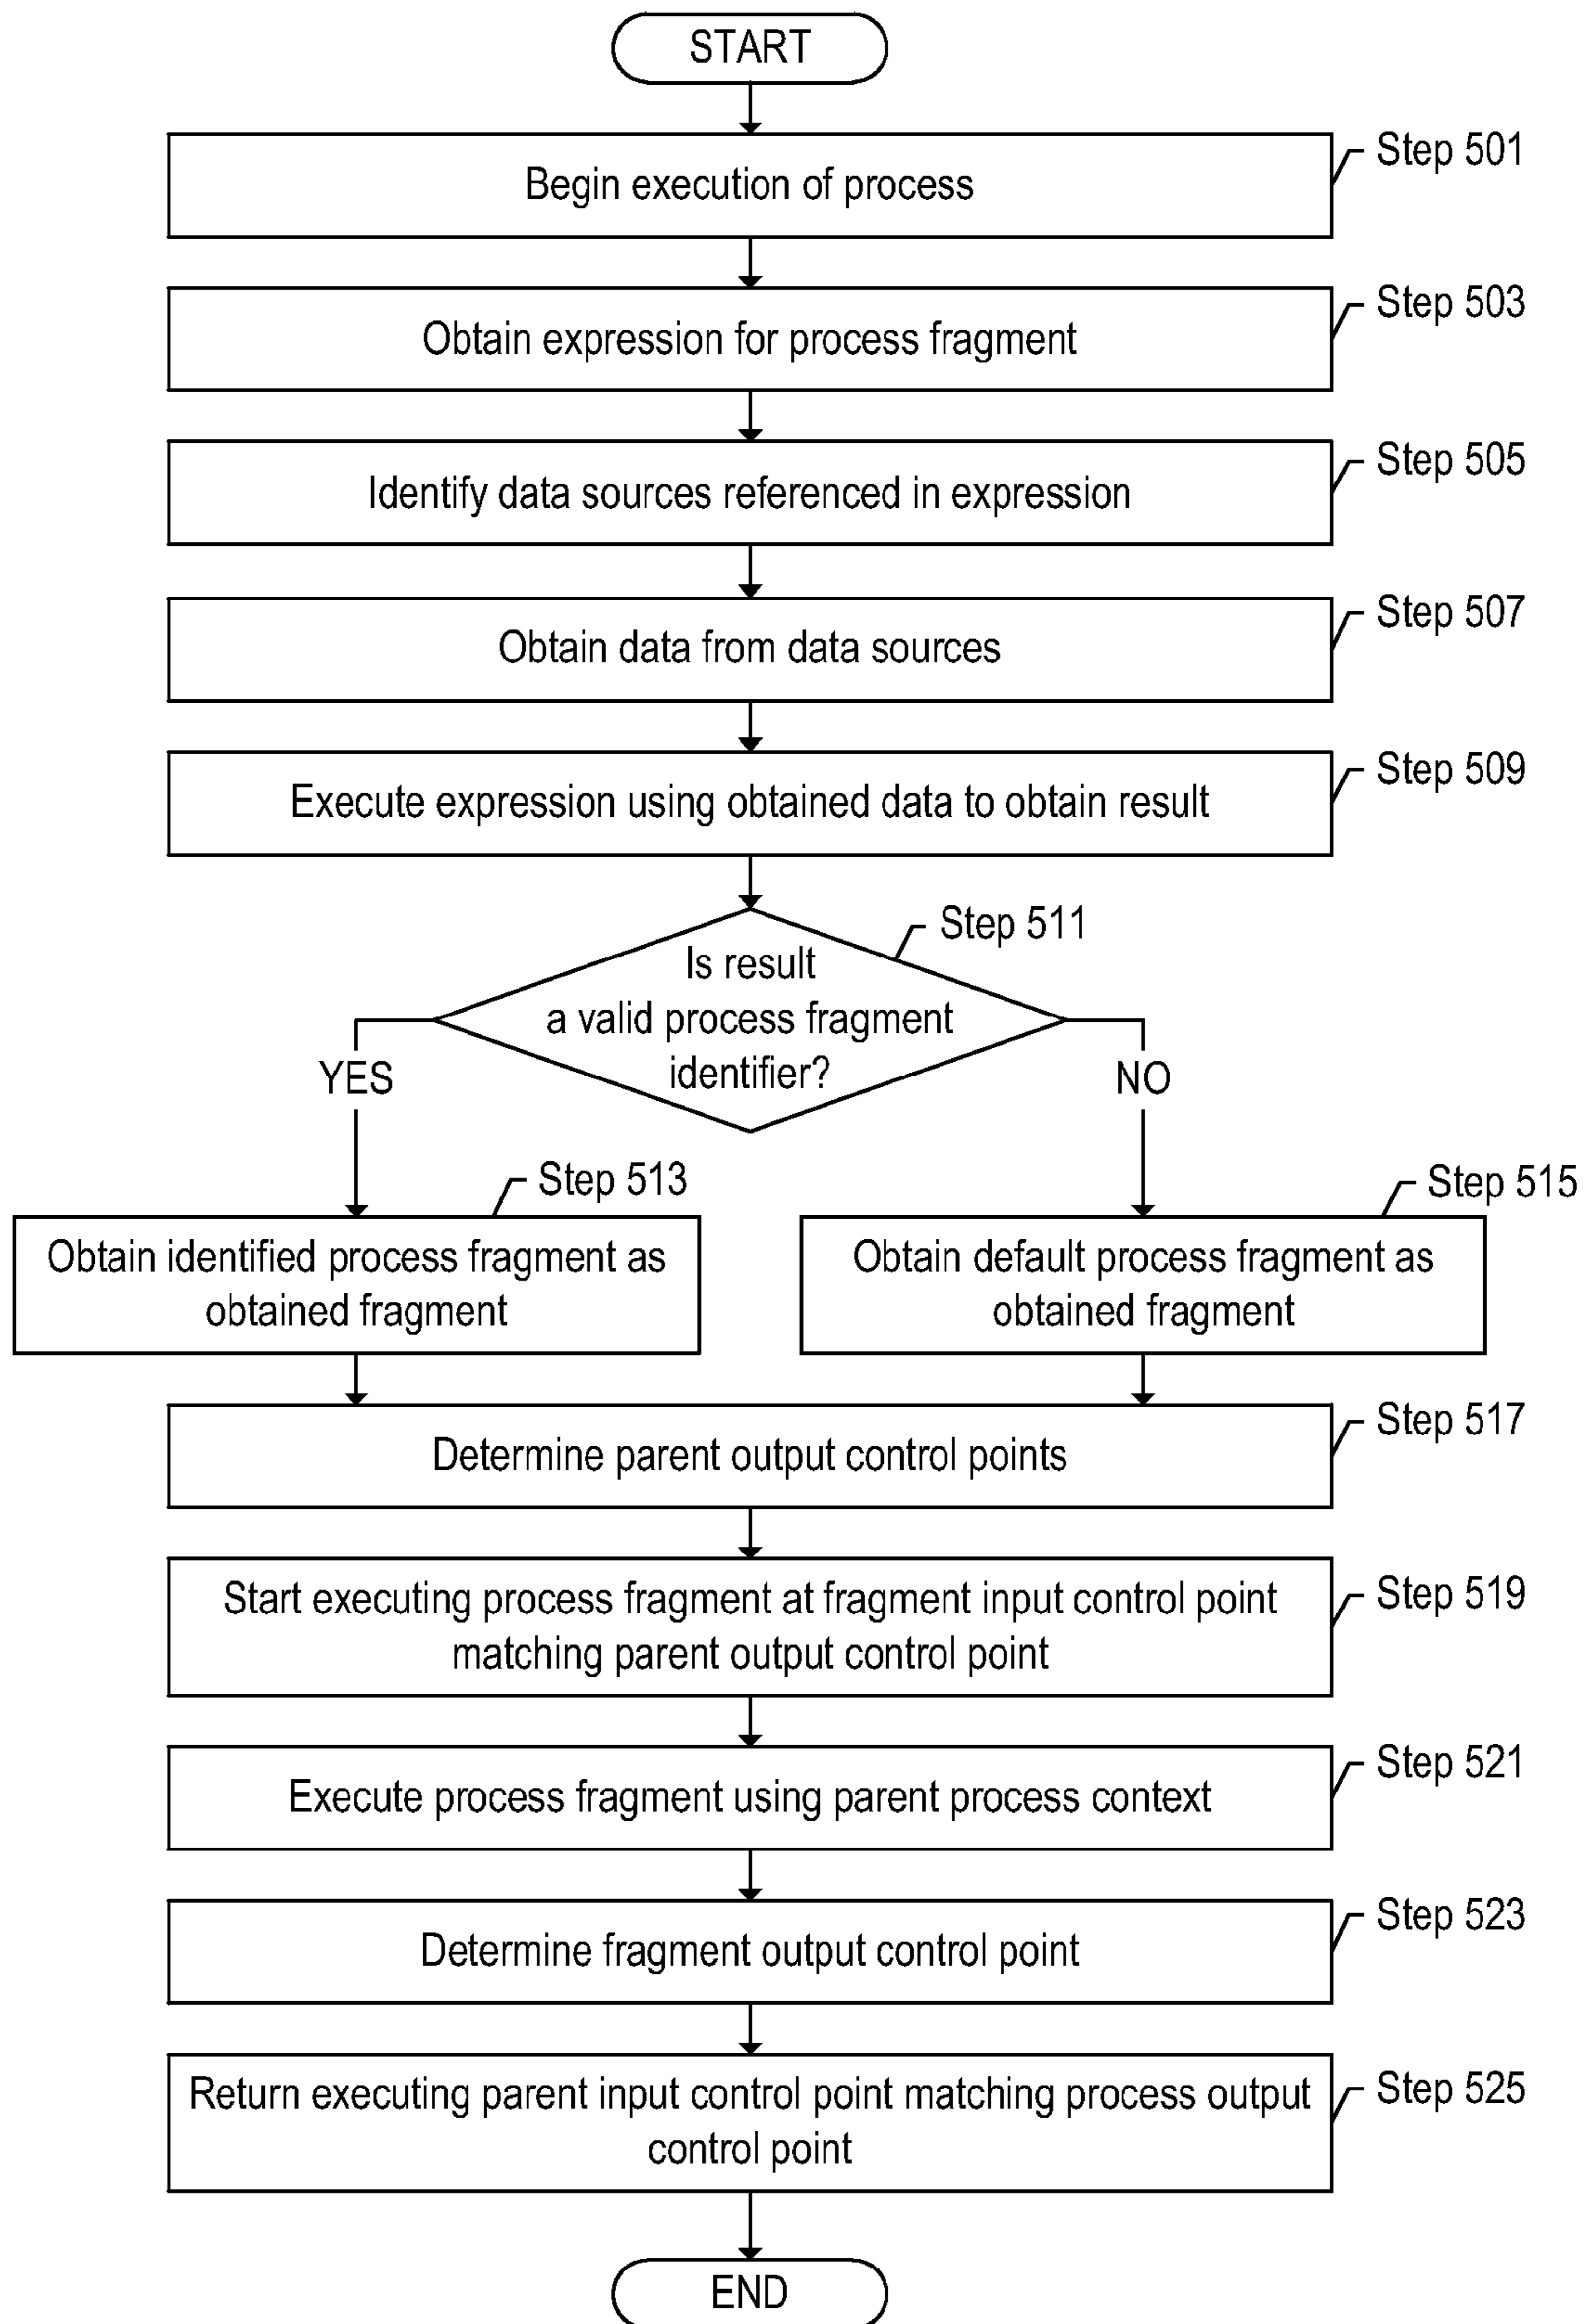 START
Step 501
Begin execution of process
Step 503
Obtain expression for process fragment
Step 505
Identify data sources referenced in expression
Step 507
Obtain data from data sources
Step 509
Execute expression using obtained data to obtain result
Step 511
Is result
a valid process fragment
identifier?
YES
NO
Step 513
Obtain identified process fragment as
obtained fragment
Step 515
Obtain default process fragment as
obtained fragment
Step 517
Determine parent output control points
Step 519
Start executing process fragment at fragment input control point
matching parent output control point
Step 521
Execute process fragment using parent process context
Step 523
Determine fragment output control point
Step 525
Return executing parent input control point matching process output
control point
END